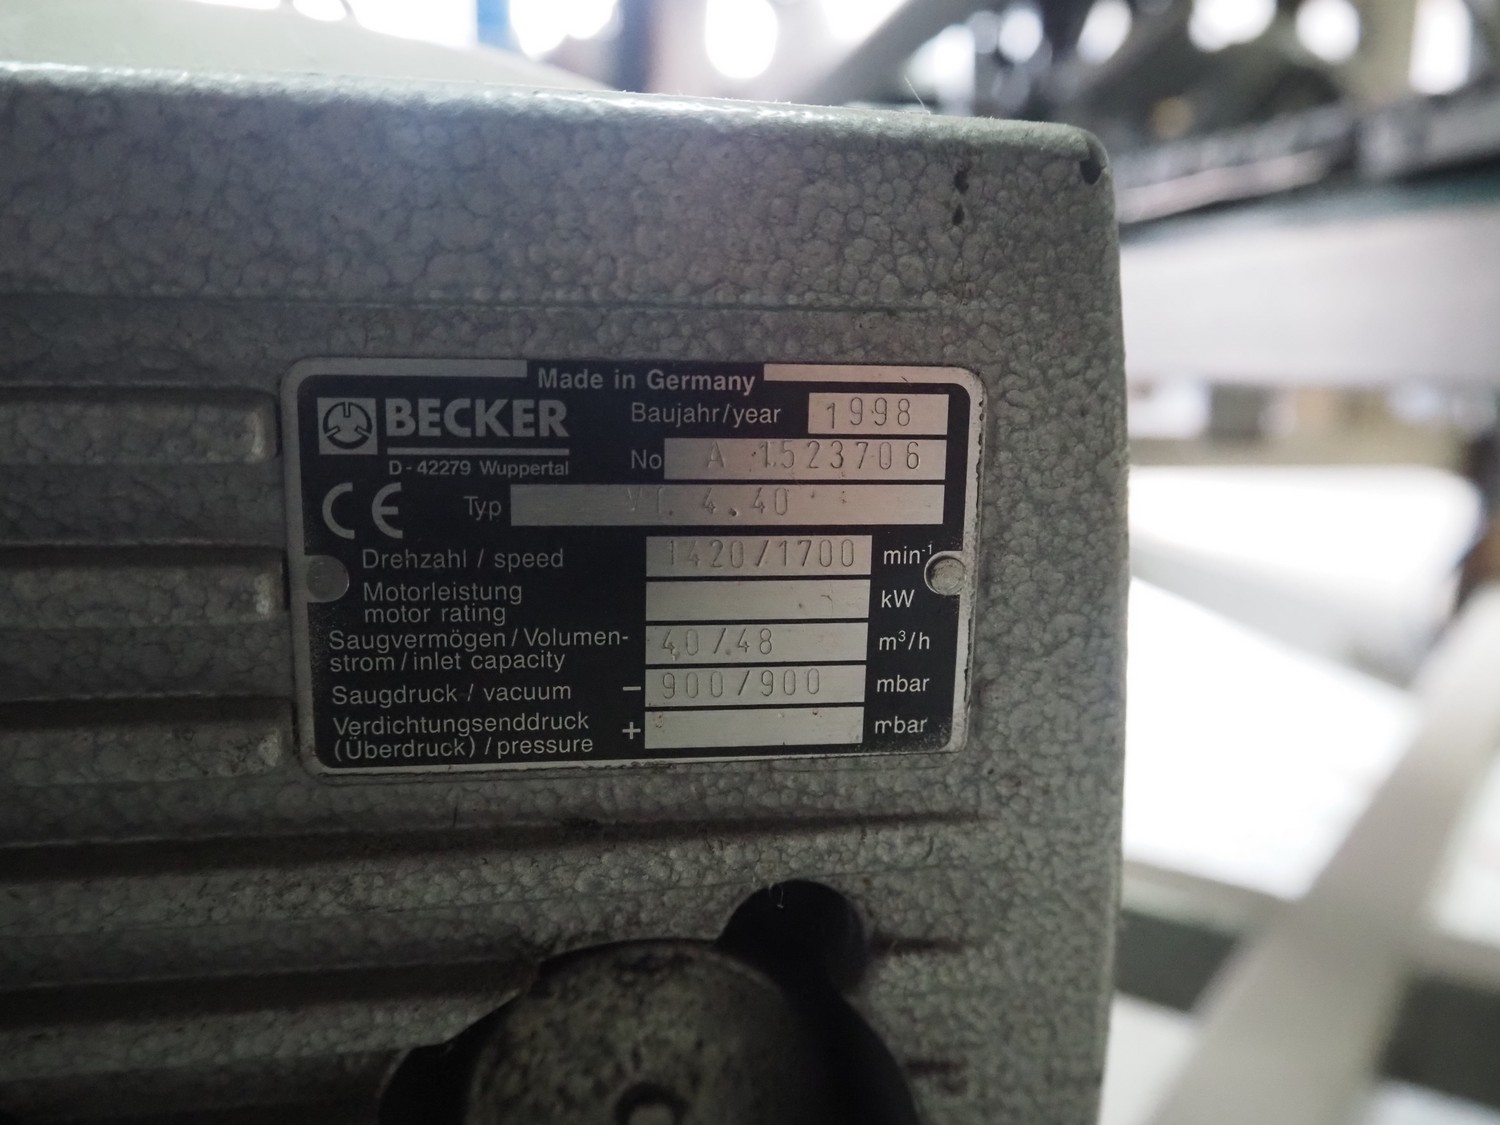 Made in Germany
BECKER
D-42279 Wuppertal
Baujahr/year 1998
No A 1523706
CE Typ 4.40
Drehzahl / speed 1420/1700 min-1
Motorleistung
motor rating kW
Saugvermögen/Volumen-
strom/inlet capacity 40/48 m³/h
Saugdruck / vacuum – 900/900 mbar
Verdichtungsenddruck
(Überdruck) / pressure + mbar